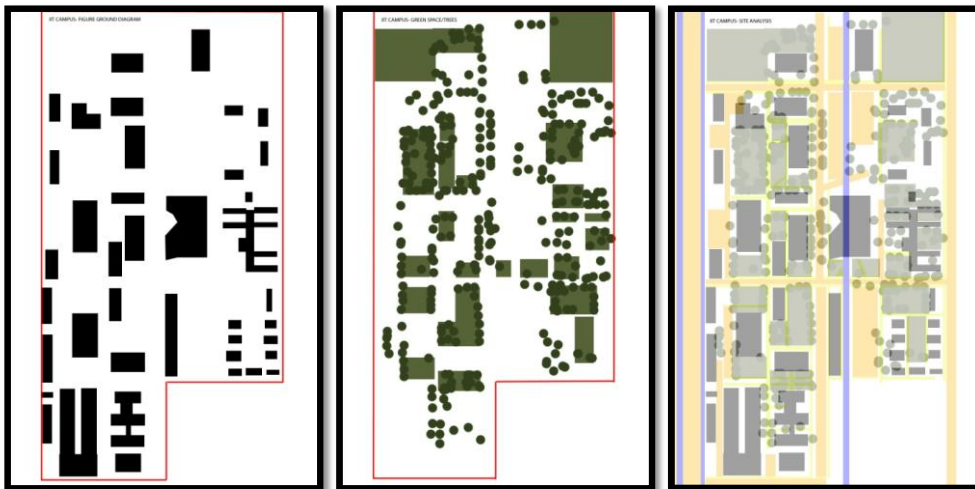 IIT CAMPUS- FIGURE GROUND DIAGRAM
IIT CAMPUS- GREEN SPACE/TREES
IIT CAMPUS- SITE ANALYSIS